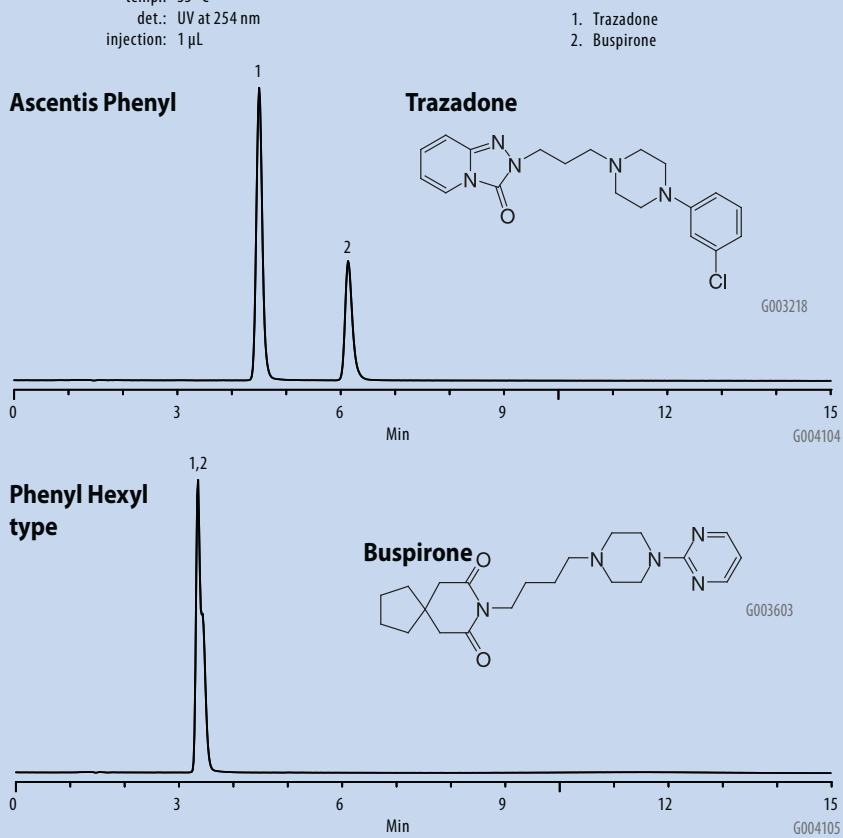 det.: UV at 254 nm
injection: 1 µL
1. Trazadone
2. Buspirone
Ascentis Phenyl
1
2
Trazadone
N
N
N
O
N
N
Cl
G003218
0 3 6 9 12 15
Min
G004104
Phenyl Hexyl
type
1,2
Buspirone
O
N
O
N
N
N
N
G003603
0 3 6 9 12 15
Min
G004105